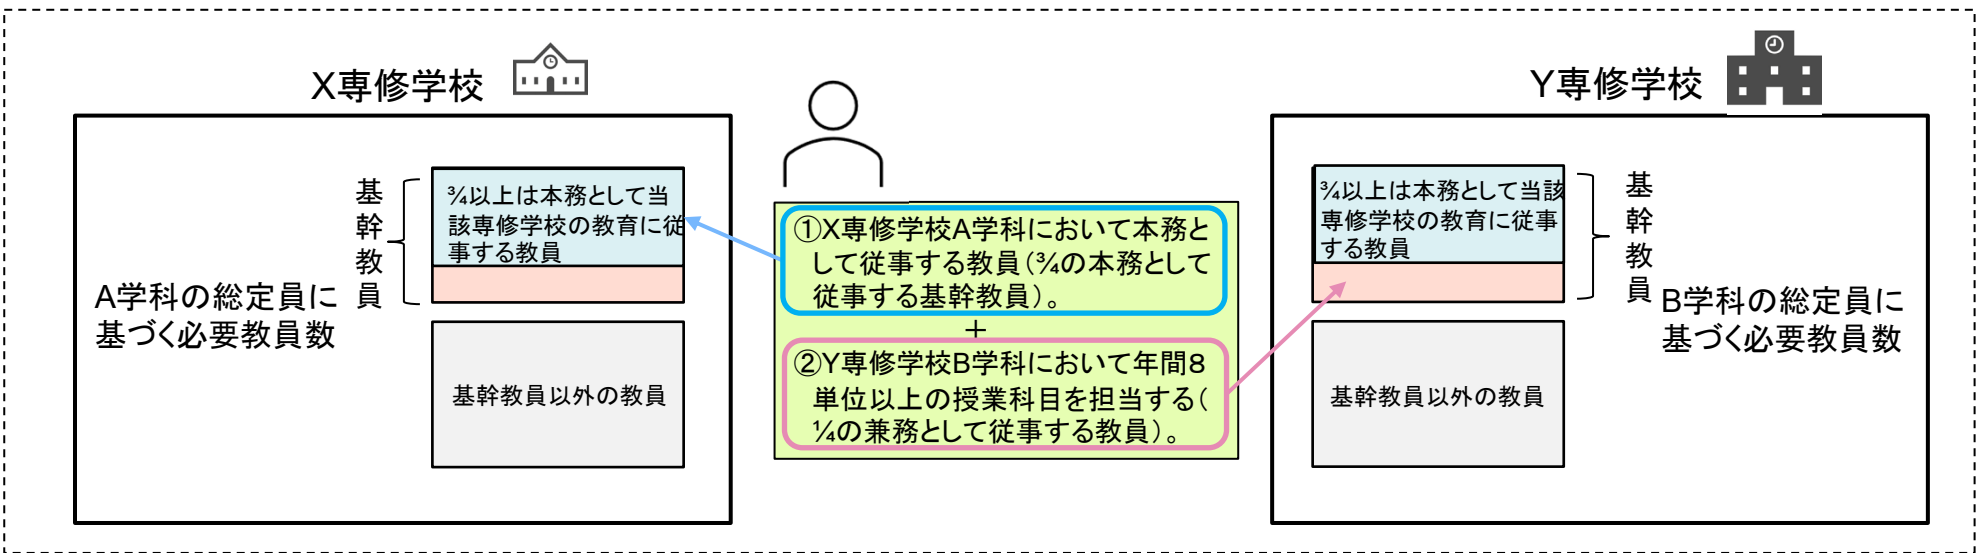 X専修学校
基幹教員
¾以上は本務として当
該専修学校の教育に従
事する教員
A学科の総定員に
基づく必要教員数
基幹教員以外の教員
①X専修学校A学科において本務と
して従事する教員（¾の本務として
従事する基幹教員）。
＋
②Y専修学校B学科において年間８
単位以上の授業科目を担当する（
¼の兼務として従事する教員）。
Y専修学校
¾以上は本務として当該
専修学校の教育に従事
する教員
基幹教員
B学科の総定員に
基づく必要教員数
基幹教員以外の教員